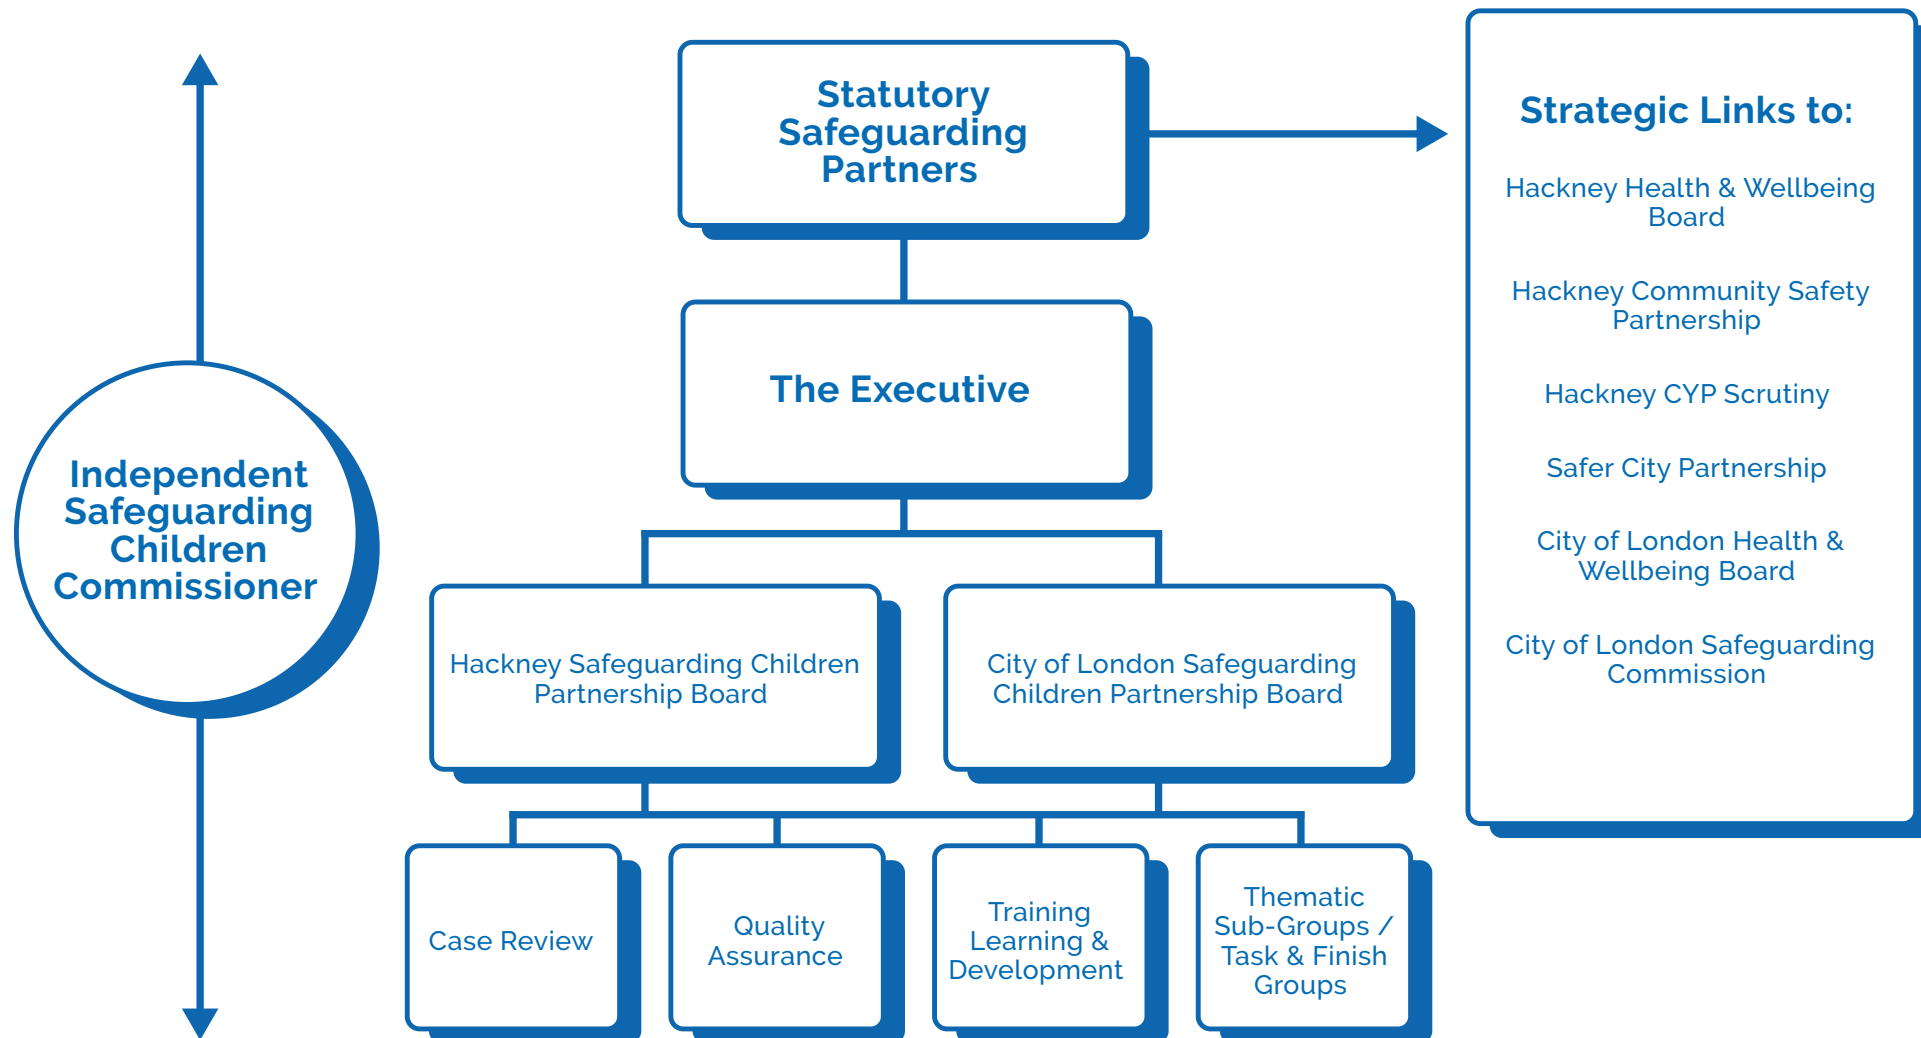 Independent
Safeguarding
Children
Commissioner
Statutory
Safeguarding
Partners
The Executive
Hackney Safeguarding Children
Partnership Board
City of London Safeguarding
Children Partnership Board
Case Review
Quality
Assurance
Training
Learning &
Development
Thematic
Sub-Groups /
Task & Finish
Groups
Strategic Links to:
Hackney Health & Wellbeing
Board
Hackney Community Safety
Partnership
Hackney CYP Scrutiny
Safer City Partnership
City of London Health &
Wellbeing Board
City of London Safeguarding
Commission